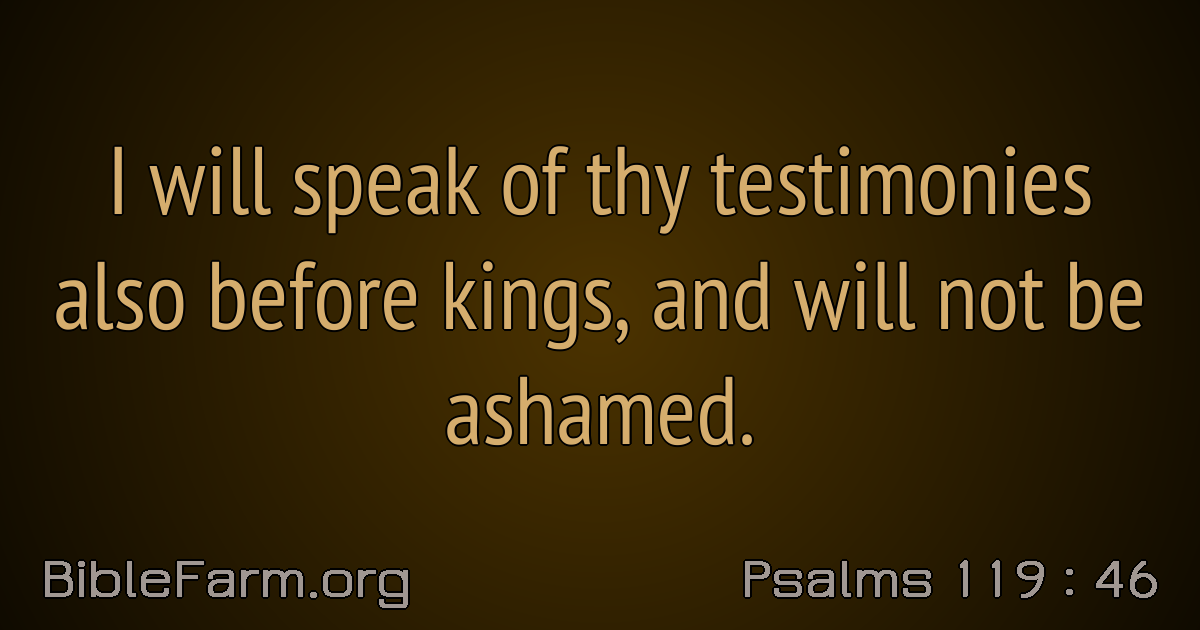 I will speak of thy testimonies
also before kings, and will not be
ashamed.
BibleFarm.org
Psalms 119 : 46